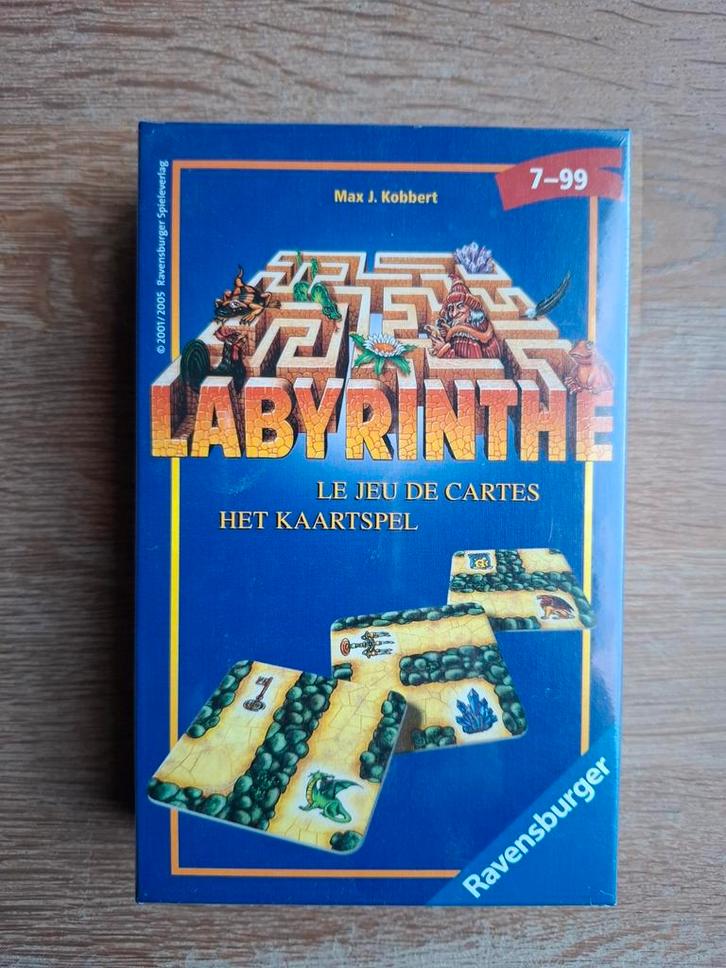 Max J. Kobbert
7–99
© 2001/2005 Ravensburger Spieleverlag
LABYRINTHE
LE JEU DE CARTES
HET KAARTSPEL
Ravensburger